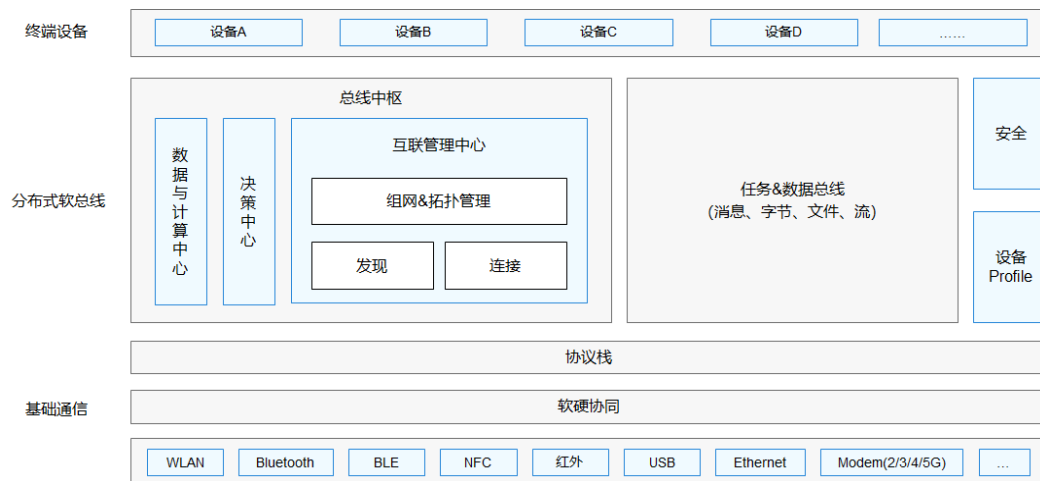 终端设备
设备A
设备B
设备C
设备D
……
分布式软总线
总线中枢
数据与计算中心
决策中心
互联管理中心
组网&拓扑管理
发现
连接
任务&数据总线
(消息、字节、文件、流)
安全
设备
Profile
基础通信
协议栈
软硬协同
WLAN
Bluetooth
BLE
NFC
红外
USB
Ethernet
Modem(2/3/4/5G)
...